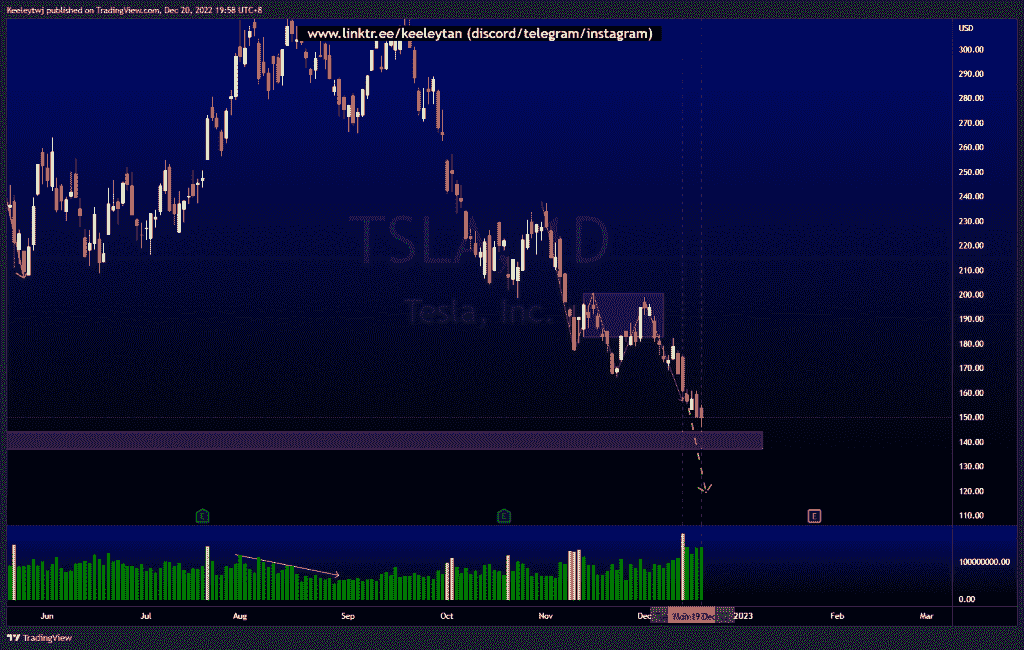 Keeleytwj published on TradingView.com, Dec 20, 2022 19:58 UTC+8
www.linktr.ee/keeleytan (discord/telegram/instagram)
USD
300.00
290.00
280.00
270.00
260.00
250.00
240.00
230.00
220.00
210.00
200.00
190.00
180.00
170.00
160.00
150.00
140.00
130.00
120.00
110.00
TSLA, 1D
Tesla, Inc.
E E E
100000000.00
0.00
Jun Jul Aug Sep Oct Nov Dec Mon 19 Dec 2023 Feb Mar
TradingView